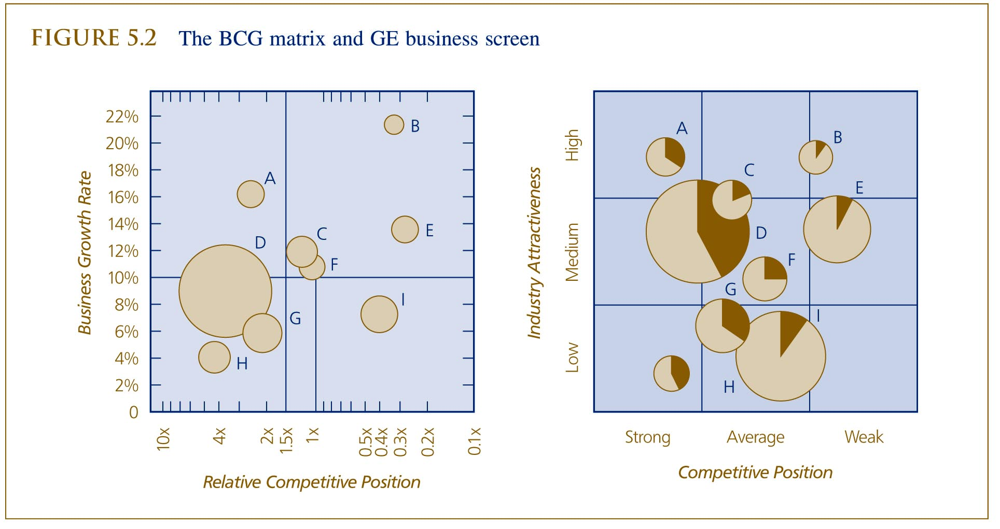 FIGURE 5.2 The BCG matrix and GE business screen
Business Growth Rate
22%
20%
18%
16%
14%
12%
10%
8%
6%
4%
2%
0
A
B
C
D
E
F
G
H
I
10x
4x
2x
1.5x
1x
0.5x
0.4x
0.3x
0.2x
0.1x
Relative Competitive Position
Industry Attractiveness
High
Medium
Low
A
B
C
D
E
F
G
H
I
Strong
Average
Weak
Competitive Position